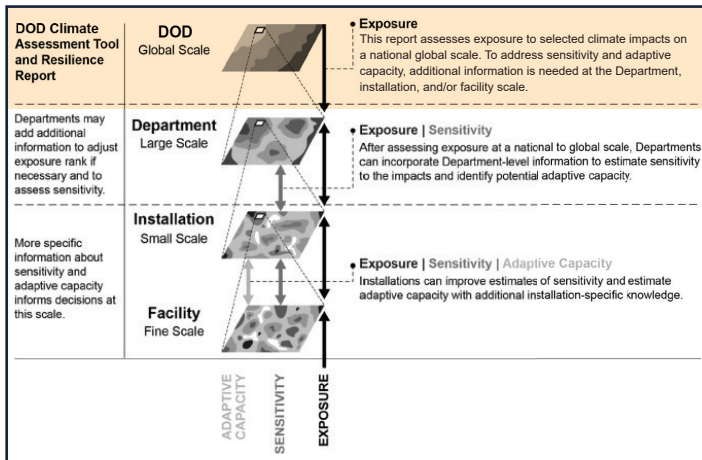 DOD Climate
Assessment Tool
and Resilience
Report
DOD
Global Scale
Exposure
This report assesses exposure to selected climate impacts on
a national global scale. To address sensitivity and adaptive
capacity, additional information is needed at the Department,
installation, and/or facility scale.
Departments may
add additional
information to adjust
exposure rank if
necessary and to
assess sensitivity.
Department
Large Scale
Exposure | Sensitivity
After assessing exposure at a national to global scale, Departments
can incorporate Department-level information to estimate sensitivity
to the impacts and identify potential adaptive capacity.
More specific
information about
sensitivity and
adaptive capacity
informs decisions at
this scale.
Installation
Small Scale
Exposure | Sensitivity | Adaptive Capacity
Installations can improve estimates of sensitivity and estimate
adaptive capacity with additional installation-specific knowledge.
Facility
Fine Scale
ADAPTIVE
CAPACITY
SENSITIVITY
EXPOSURE